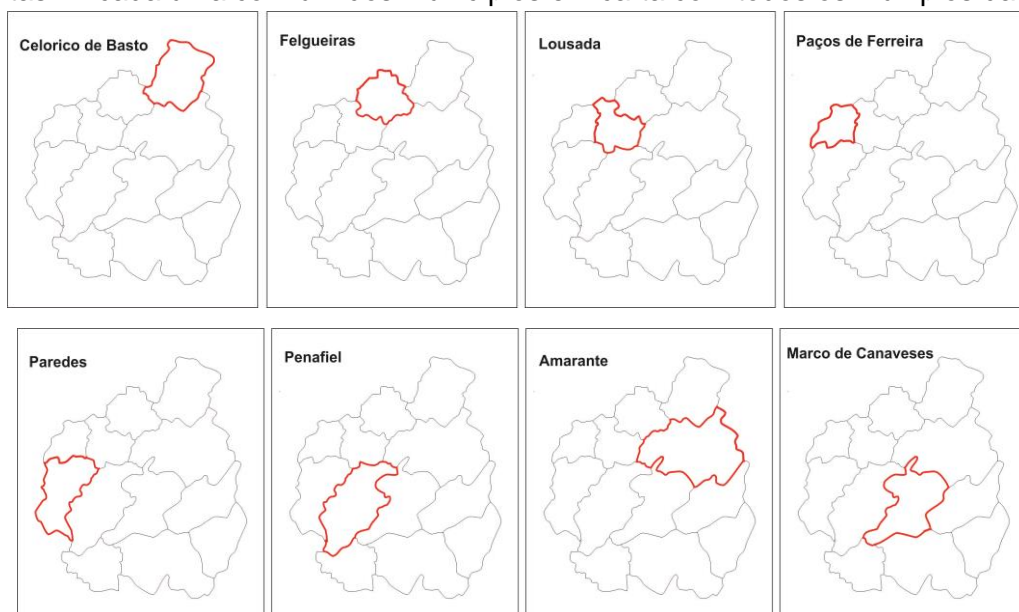 Celorico de Basto
Felgueiras
Lousada
Paços de Ferreira
Paredes
Penafiel
Amarante
Marco de Canaveses